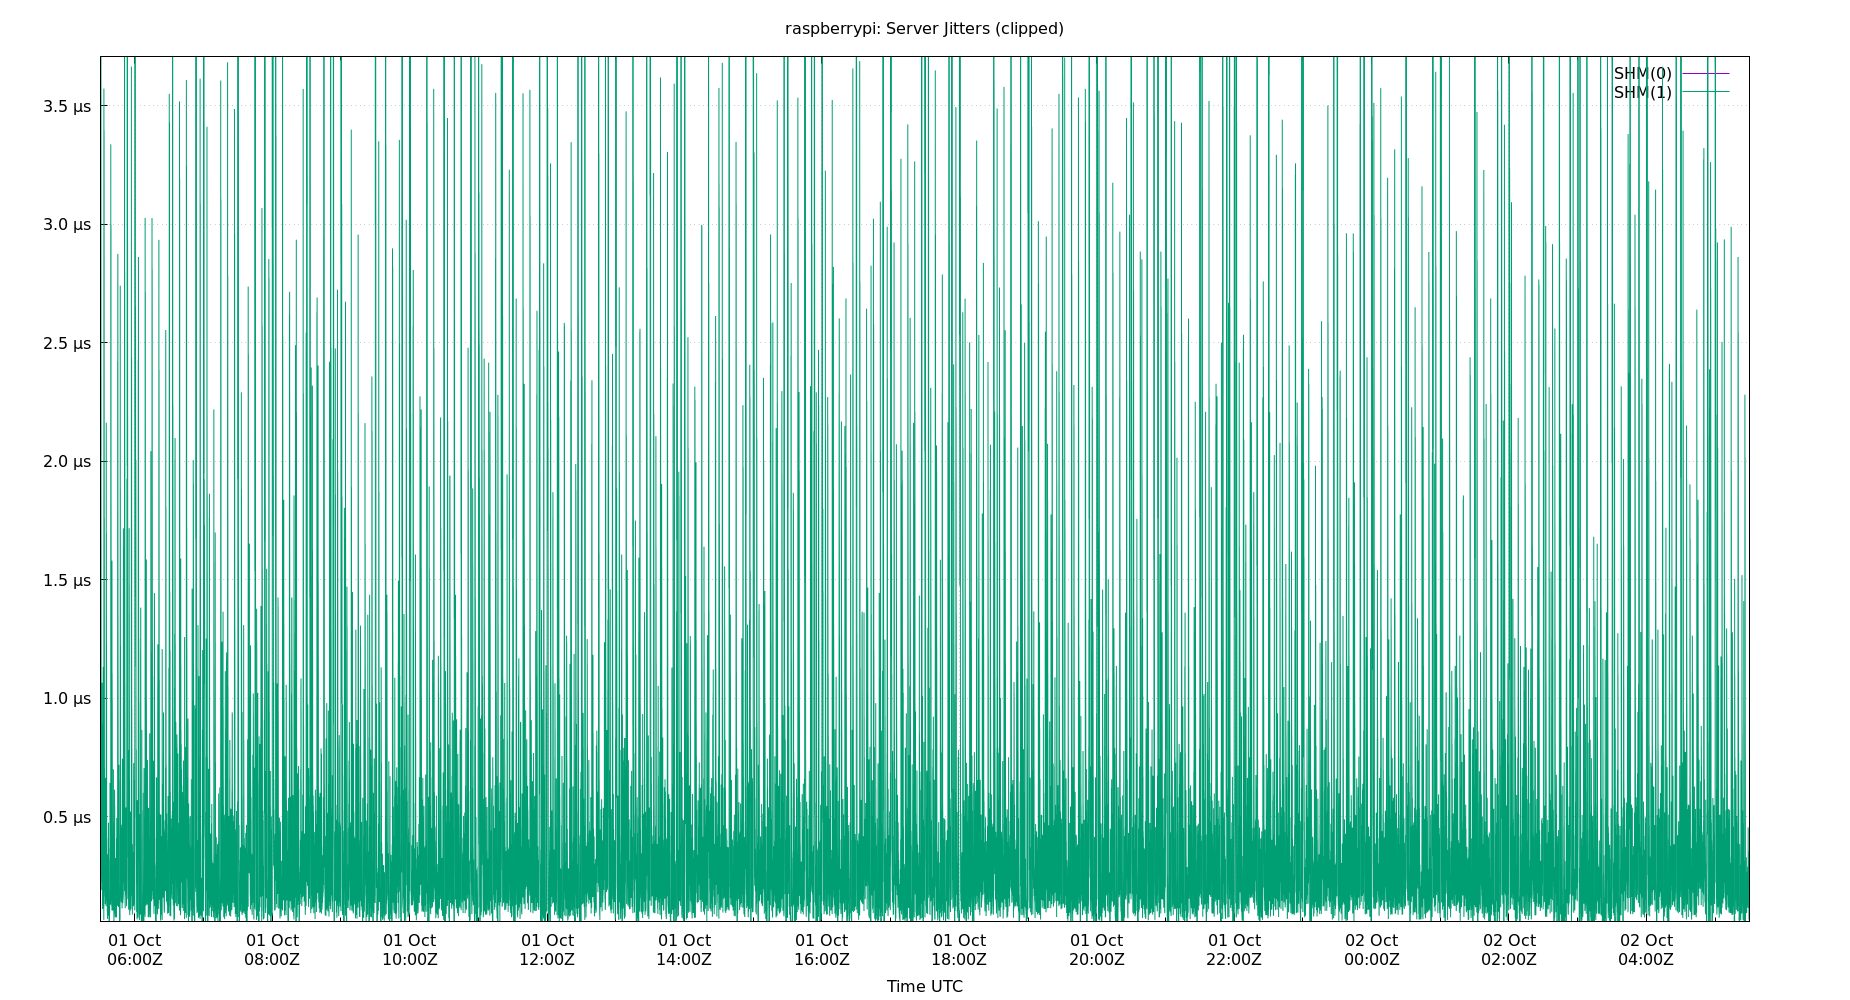 raspberrypi: Server Jitters (clipped)
SHM(0)
SHM(1)
3.5 μs
3.0 μs
2.5 μs
2.0 μs
1.5 μs
1.0 μs
0.5 μs
01 Oct 01 Oct 01 Oct 01 Oct 01 Oct 01 Oct 01 Oct 01 Oct 01 Oct 02 Oct 02 Oct 02 Oct
06:00Z 08:00Z 10:00Z 12:00Z 14:00Z 16:00Z 18:00Z 20:00Z 22:00Z 00:00Z 02:00Z 04:00Z
Time UTC